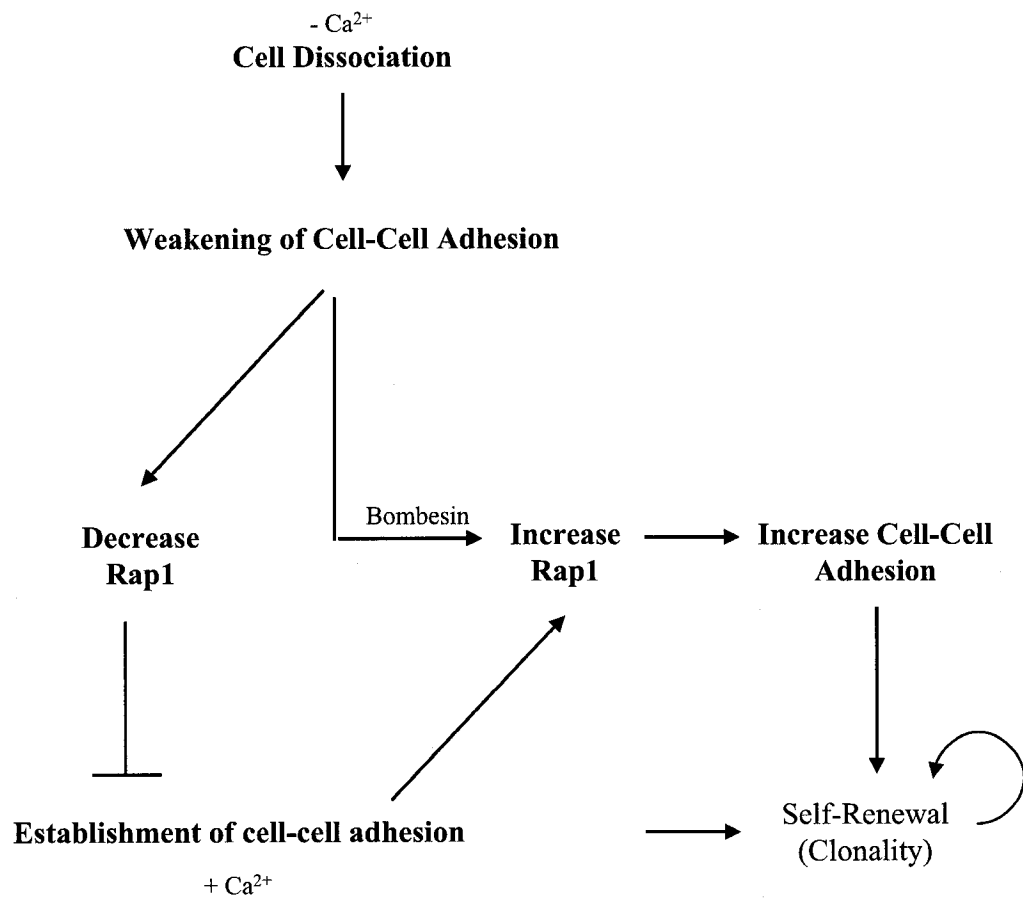 - Ca²⁺
Cell Dissociation
Weakening of Cell-Cell Adhesion
Bombesin
Decrease
Rap1
Increase
Rap1
Increase Cell-Cell
Adhesion
Establishment of cell-cell adhesion
+ Ca²⁺
Self-Renewal
(Clonality)